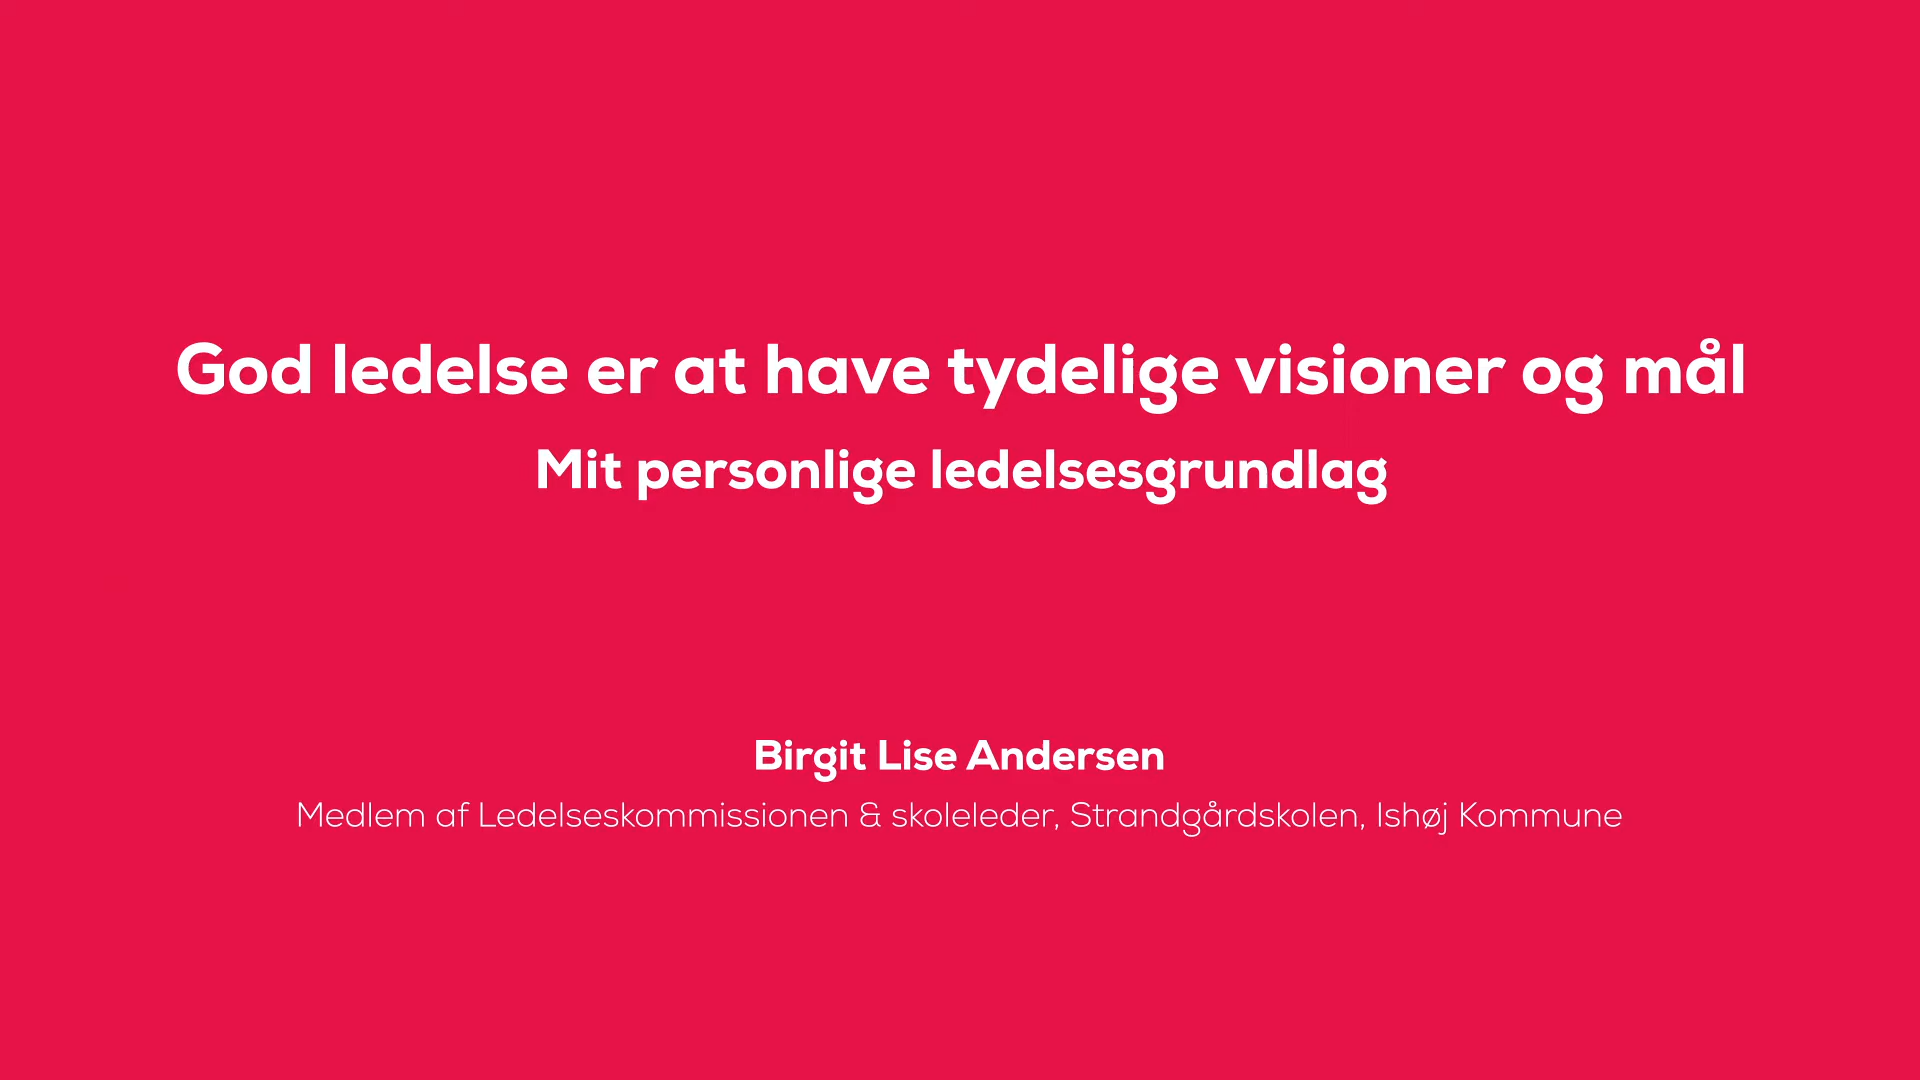 God ledelse er at have tydelige visioner og mål
Mit personlige ledelsesgrundlag
Birgit Lise Andersen
Medlem af Ledelseskommissionen & skoleleder, Strandgårdskolen, Ishøj Kommune